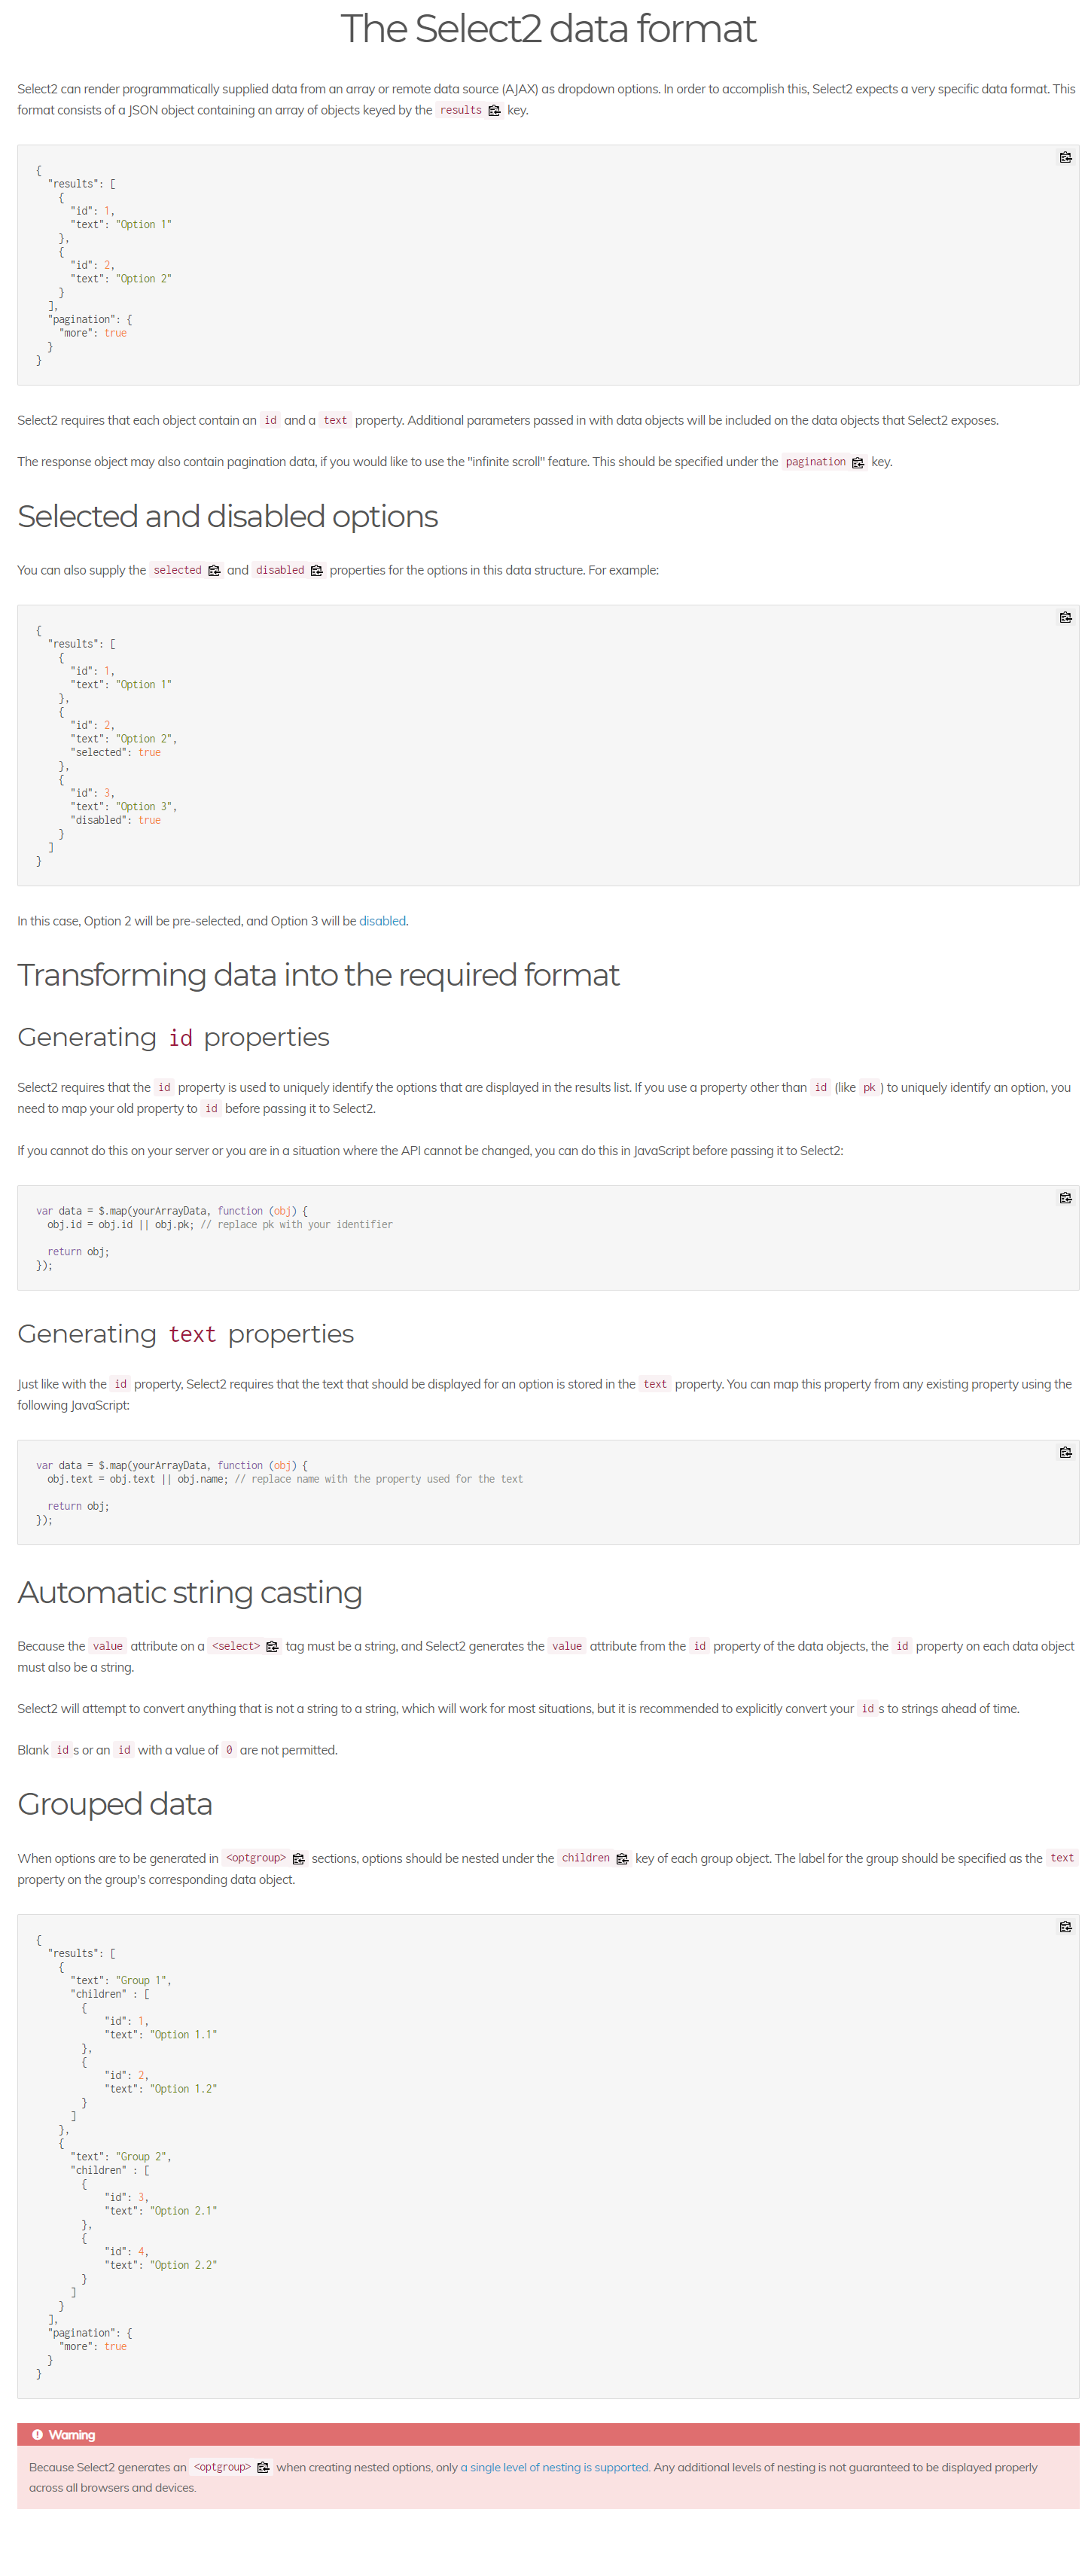 The Select2 data format
Select2 can render programmatically supplied data from an array or remote data source (AJAX) as dropdown options. In order to accomplish this, Select2 expects a very specific data format. This
format consists of a JSON object containing an array of objects keyed by the results key.
{
  "results": [
    {
      "id": 1,
      "text": "Option 1"
    },
    {
      "id": 2,
      "text": "Option 2"
    }
  ],
  "pagination": {
    "more": true
  }
}
Select2 requires that each object contain an id and a text property. Additional parameters passed in with data objects will be included on the data objects that Select2 exposes.
The response object may also contain pagination data, if you would like to use the "infinite scroll" feature. This should be specified under the pagination key.
Selected and disabled options
You can also supply the selected and disabled properties for the options in this data structure. For example:
{
  "results": [
    {
      "id": 1,
      "text": "Option 1"
    },
    {
      "id": 2,
      "text": "Option 2",
      "selected": true
    },
    {
      "id": 3,
      "text": "Option 3",
      "disabled": true
    }
  ]
}
In this case, Option 2 will be pre-selected, and Option 3 will be disabled.
Transforming data into the required format
Generating id properties
Select2 requires that the id property is used to uniquely identify the options that are displayed in the results list. If you use a property other than id (like pk ) to uniquely identify an option, you
need to map your old property to id before passing it to Select2.
If you cannot do this on your server or you are in a situation where the API cannot be changed, you can do this in JavaScript before passing it to Select2:
var data = $.map(yourArrayData, function (obj) {
  obj.id = obj.id || obj.pk; // replace pk with your identifier
  return obj;
});
Generating text properties
Just like with the id property, Select2 requires that the text that should be displayed for an option is stored in the text property. You can map this property from any existing property using the
following JavaScript:
var data = $.map(yourArrayData, function (obj) {
  obj.text = obj.text || obj.name; // replace name with the property used for the text
  return obj;
});
Automatic string casting
Because the value attribute on a <select> tag must be a string, and Select2 generates the value attribute from the id property of the data objects, the id property on each data object
must also be a string.
Select2 will attempt to convert anything that is not a string to a string, which will work for most situations, but it is recommended to explicitly convert your id s to strings ahead of time.
Blank id s or an id with a value of 0 are not permitted.
Grouped data
When options are to be generated in <optgroup> sections, options should be nested under the children key of each group object. The label for the group should be specified as the text
property on the group's corresponding data object.
{
  "results": [
    {
      "text": "Group 1",
      "children" : [
        {
            "id": 1,
            "text": "Option 1.1"
        },
        {
            "id": 2,
            "text": "Option 1.2"
        }
      ]
    },
    {
      "text": "Group 2",
      "children" : [
        {
            "id": 3,
            "text": "Option 2.1"
        },
        {
            "id": 4,
            "text": "Option 2.2"
        }
      ]
    }
  ],
  "pagination": {
    "more": true
  }
}
Warning
Because Select2 generates an <optgroup> when creating nested options, only a single level of nesting is supported. Any additional levels of nesting is not guaranteed to be displayed properly
across all browsers and devices.